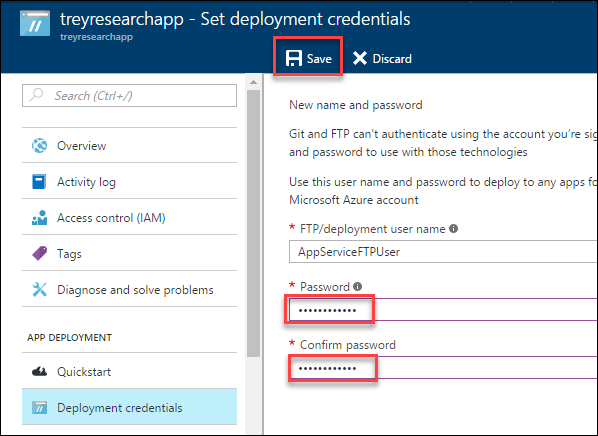 treyresearchapp - Set deployment credentials
treyresearchapp
Save
Discard
Search (Ctrl+/)
Overview
Activity log
Access control (IAM)
Tags
Diagnose and solve problems
APP DEPLOYMENT
Quickstart
Deployment credentials
New name and password
Git and FTP can't authenticate using the account you're sig
and password to use with those technologies
Use this user name and password to deploy to any apps fo
Microsoft Azure account
* FTP/deployment user name
AppServiceFTPUser
* Password
••••••••••••
* Confirm password
••••••••••••